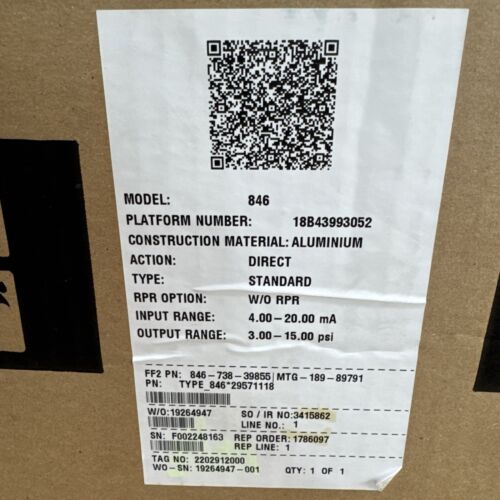 MODEL: 846
PLATFORM NUMBER: 18B43993052
CONSTRUCTION MATERIAL: ALUMINIUM
ACTION: DIRECT
TYPE: STANDARD
RPR OPTION: W/O RPR
INPUT RANGE: 4.00-20.00 mA
OUTPUT RANGE: 3.00-15.00 psi
FF2 PN: 846-738-39855|MTG-189-89791
PN: TYPE_846*29571118
W/O:19264947 SO / IR NO:3415862
LINE NO.: 1
SN: F002248163 REP ORDER:1786097
REP LINE: 1
TAG NO: 2202912000
WO-SN: 19264947-001 QTY: 1 OF 1